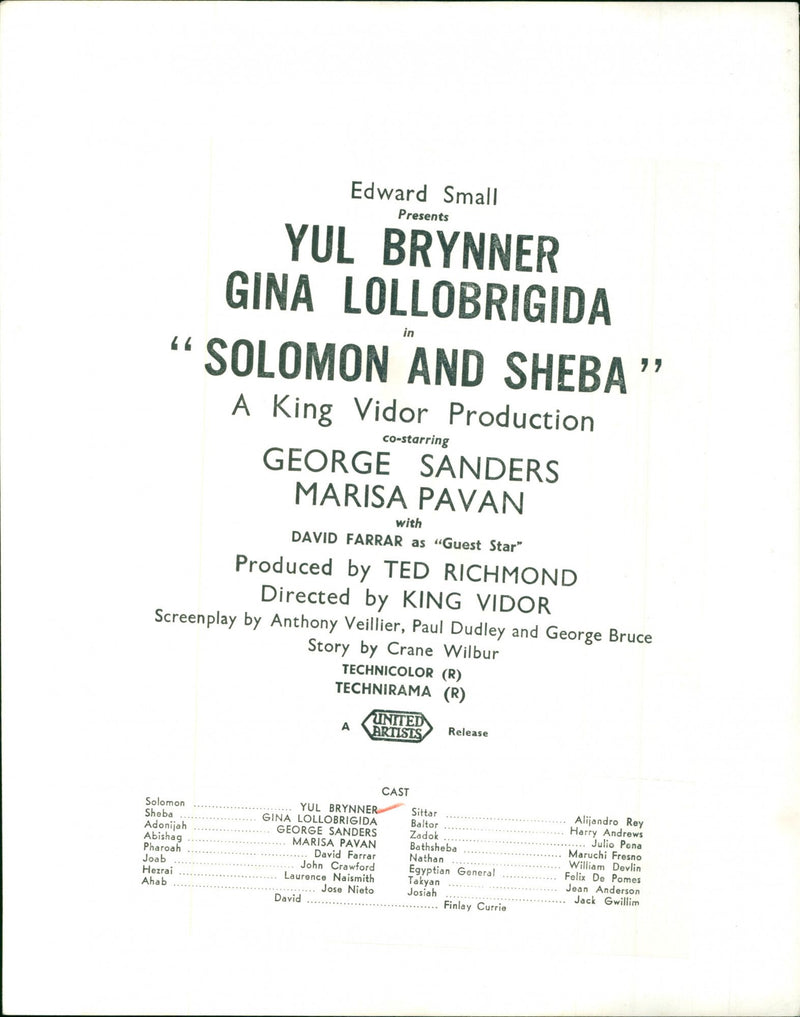 Edward Small
Presents
YUL BRYNNER
GINA LOLLOBRIGIDA
in
“SOLOMON AND SHEBA”
A King Vidor Production
co-starring
GEORGE SANDERS
MARISA PAVAN
with
DAVID FARRAR as “Guest Star”
Produced by TED RICHMOND
Directed by KING VIDOR
Screenplay by Anthony Veillier, Paul Dudley and George Bruce
Story by Crane Wilbur
TECHNICOLOR (R)
TECHNIRAMA (R)
A UNITED ARTISTS Release
CAST
Solomon ........................ YUL BRYNNER
Sheba .................... GINA LOLLOBRIGIDA
Adonijah .................... GEORGE SANDERS
Abishag ........................ MARISA PAVAN
Pharoah .............................. David Farrar
Joab .............................. John Crawford
Hezrai ........................ Laurence Naismith
Ahab .................................. Jose Nieto
Sittar .............................. Alijandro Rey
Baltor .............................. Harry Andrews
Zadok .................................. Julio Pena
Bathsheba ........................ Maruchi Fresno
Nathan .......................... William Devlin
Egyptian General .............. Felix De Pomes
Takyan .......................... Jean Anderson
Josiah .............................. Jack Gwillim
David ................................ Finlay Currie